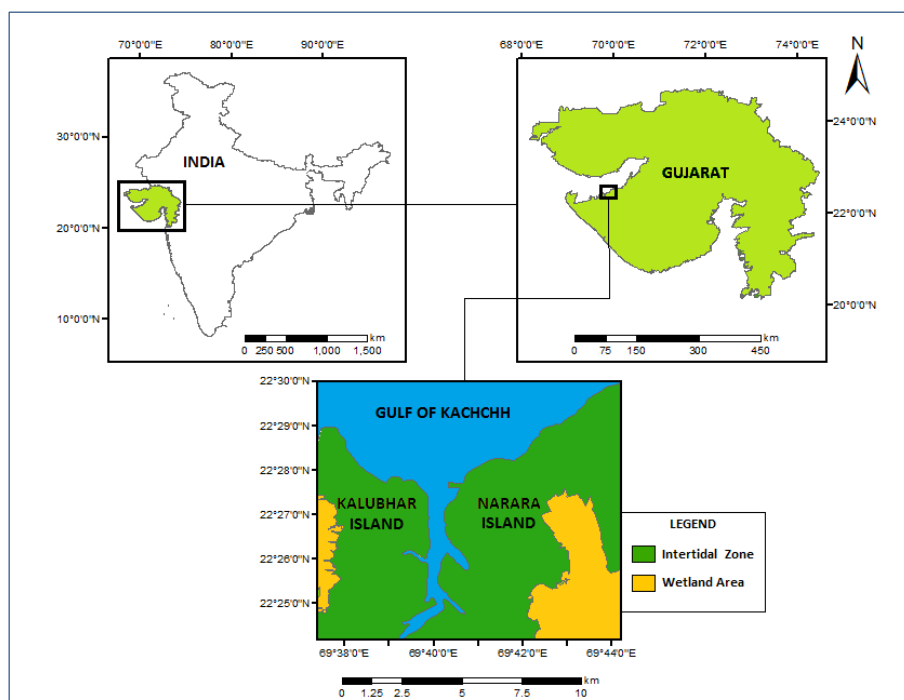 70°0'0"E 80°0'0"E 90°0'0"E
30°0'0"N
20°0'0"N
10°0'0"N
INDIA
km
0 250 500 1,000 1,500
68°0'0"E 70°0'0"E 72°0'0"E 74°0'0"E
N
24°0'0"N
22°0'0"N
20°0'0"N
GUJARAT
km
0 75 150 300 450
22°30'0"N
22°29'0"N
22°28'0"N
22°27'0"N
22°26'0"N
22°25'0"N
GULF OF KACHCHH
KALUBHAR
ISLAND
NARARA
ISLAND
69°38'0"E 69°40'0"E 69°42'0"E 69°44'0"E
LEGEND
Intertidal Zone
Wetland Area
km
0 1.25 2.5 5 7.5 10